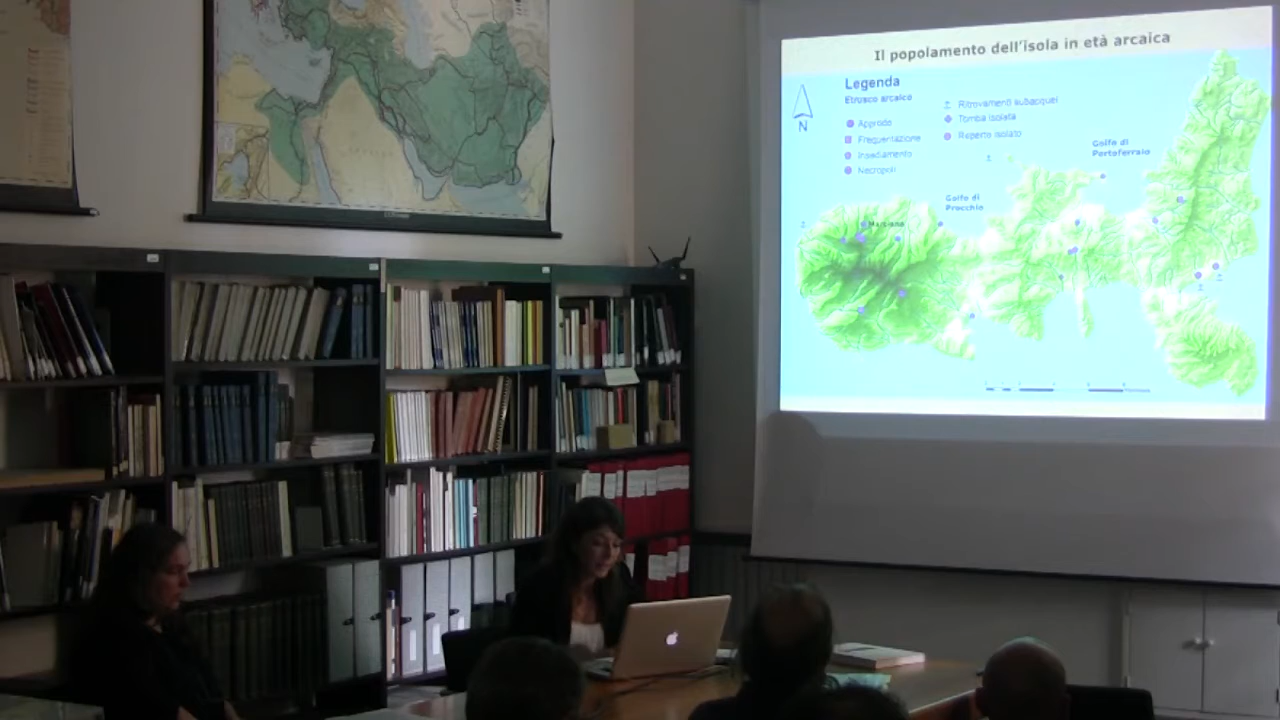 Il popolamento dell'isola in età arcaica
Legenda
Etrusco arcaico
Approdo
Frequentazione
Insediamento
Necropoli
Ritrovamenti subacquei
Tomba isolata
Reperto isolato
N
Golfo di
Portoferraio
Golfo di
Procchio
Marciana